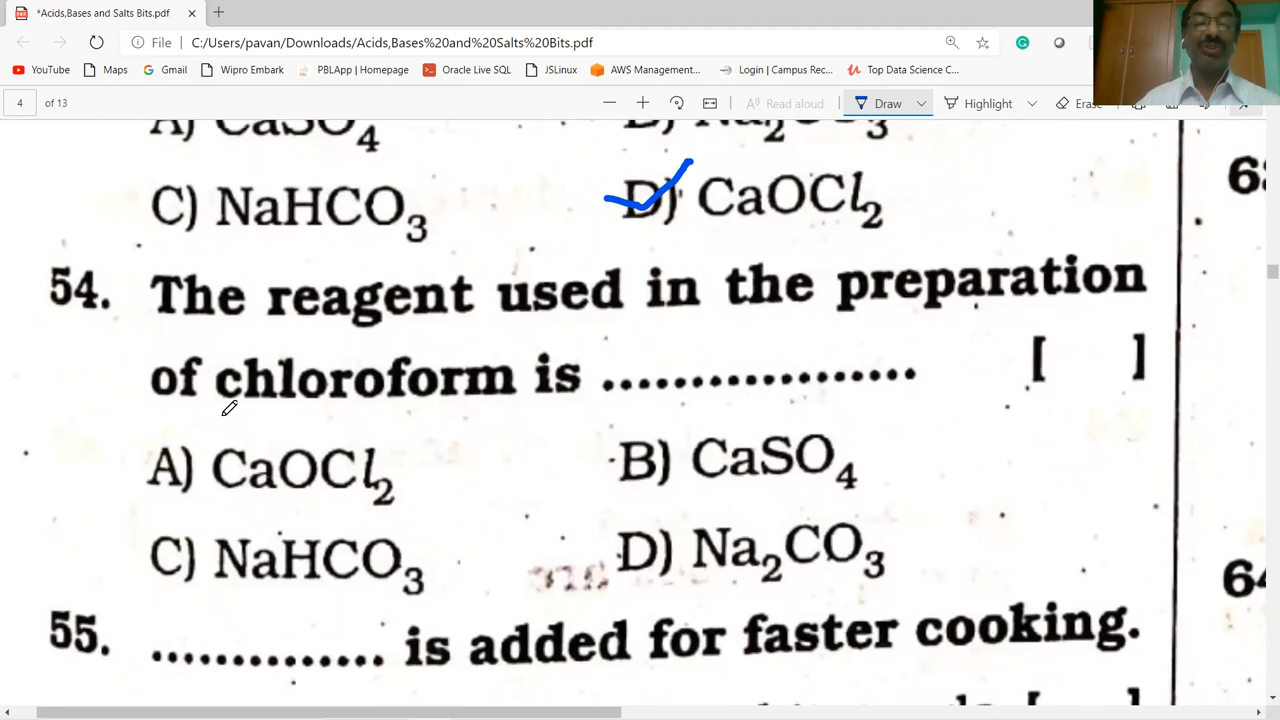 *Acids,Bases and Salts Bits.pdf
File C:/Users/pavan/Downloads/Acids,Bases%20and%20Salts%20Bits.pdf
YouTube Maps Gmail Wipro Embark PBLApp | Homepage Oracle Live SQL JSLinux AWS Management... Login | Campus Rec... Top Data Science C...
4 of 13 Read aloud Draw Highlight Erase
A) CaSO4 B) Na2CO3
C) NaHCO3 D) CaOCl2
54. The reagent used in the preparation
of chloroform is ..................... [ ]
A) CaOCl2 B) CaSO4
C) NaHCO3 D) Na2CO3
55. .............. is added for faster cooking.